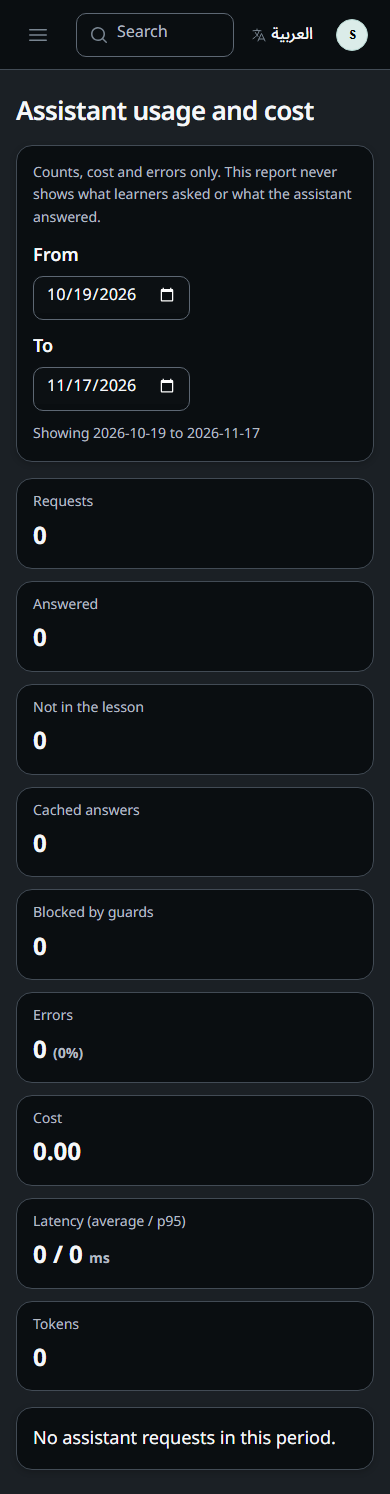 Search
العربية
S
Assistant usage and cost
Counts, cost and errors only. This report never
shows what learners asked or what the assistant
answered.
From
10/19/2026
To
11/17/2026
Showing 2026-10-19 to 2026-11-17
Requests
0
Answered
0
Not in the lesson
0
Cached answers
0
Blocked by guards
0
Errors
0 (0%)
Cost
0.00
Latency (average / p95)
0 / 0 ms
Tokens
0
No assistant requests in this period.